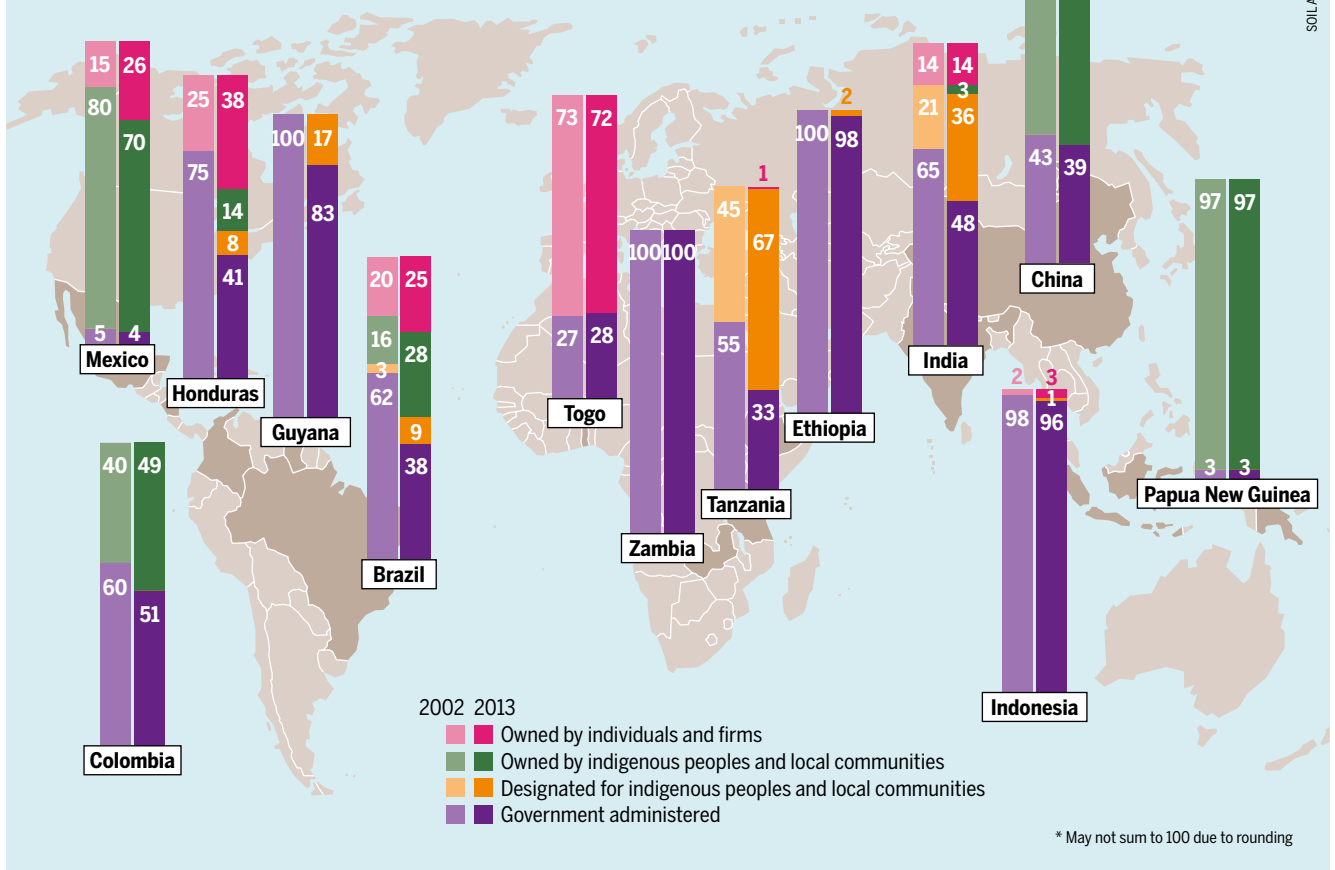 SOIL A
15 26
80
70
5 4
Mexico
25 38
75
14
8
41
Honduras
100 17
83
Guyana
20 25
16
28
3
62
9
38
Brazil
40 49
60
51
Colombia
73 72
27 28
Togo
100 100
Zambia
1
45
67
55
33
Tanzania
2
100 98
Ethiopia
14 14
3
21 36
65
48
India
43
39
China
2 3
1
98 96
Indonesia
97 97
3 3
Papua New Guinea
2002 2013
Owned by individuals and firms
Owned by indigenous peoples and local communities
Designated for indigenous peoples and local communities
Government administered
* May not sum to 100 due to rounding